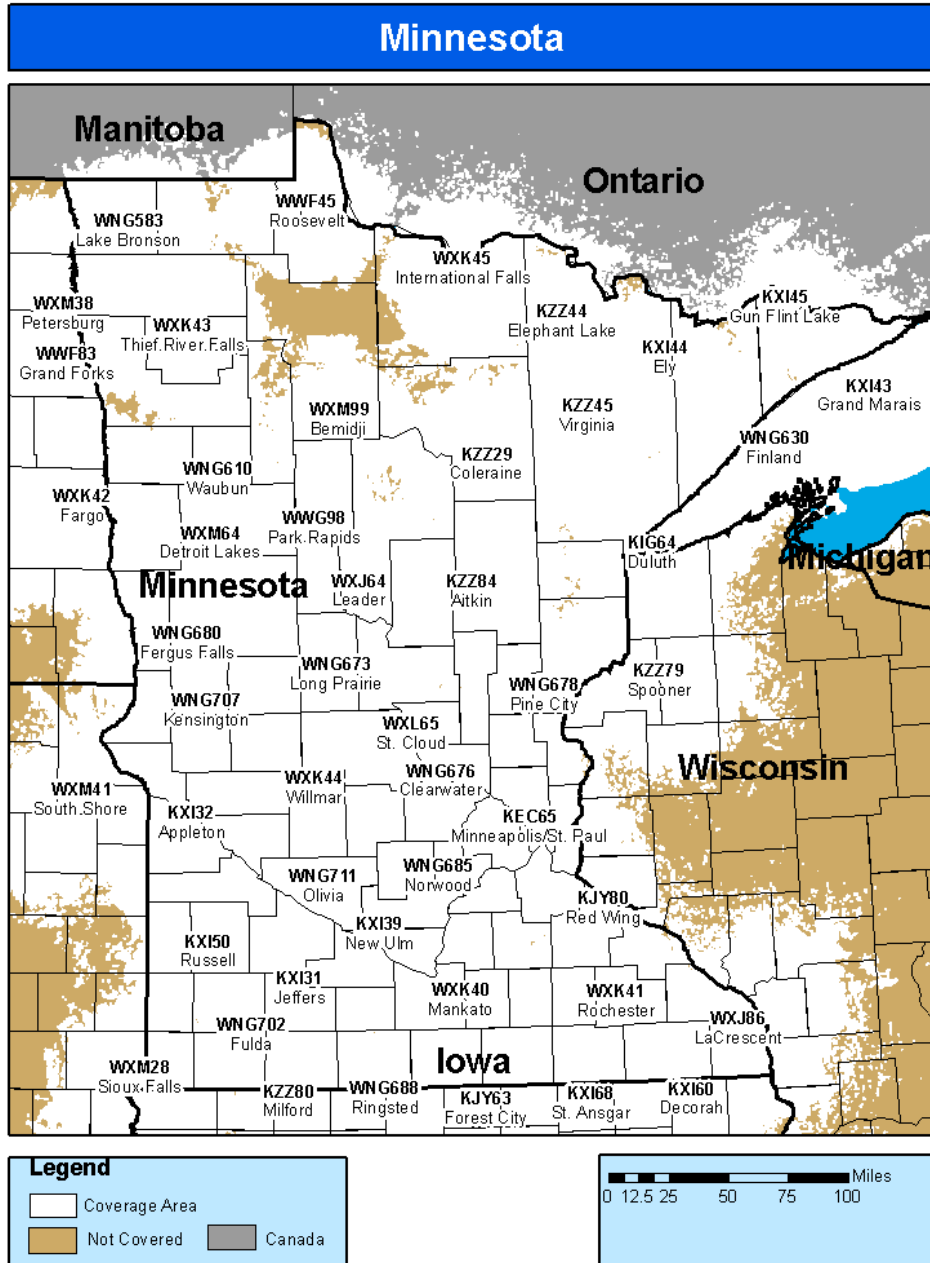 Minnesota
Manitoba
Ontario
WWF45
Roosevelt
WNG583
Lake Bronson
WXK45
International Falls
KXI45
Gun Flint Lake
WXM38
Petersburg
WXK43
Thief River Falls
KZZ44
Elephant Lake
WWF83
Grand Forks
KXI44
Ely
KXI43
Grand Marais
WXM99
Bemidji
KZZ45
Virginia
WNG630
Finland
KZZ29
Coleraine
WNG610
Waubun
WXK42
Fargo
WWG98
Park Rapids
WXM64
Detroit Lakes
KIG64
Duluth
Michigan
Minnesota
WXJ64
Leader
KZZ84
Aitkin
WNG680
Fergus Falls
WNG673
Long Prairie
KZZ79
Spooner
WNG678
Pine City
WNG707
Kensington
WXL65
St. Cloud
Wisconsin
WXM41
South Shore
WXK44
Willmar
WNG676
Clearwater
KXI32
Appleton
KEC65
Minneapolis/St. Paul
WNG711
Olivia
WNG685
Norwood
KJY80
Red Wing
KXI39
New Ulm
KXI50
Russell
KXI31
Jeffers
WXK40
Mankato
WXK41
Rochester
WNG702
Fulda
WXJ86
LaCrescent
Iowa
WXM28
Sioux Falls
KZZ80
Milford
WNG688
Ringsted
KJY63
Forest City
KXI68
St. Ansgar
KXI60
Decorah
Legend
Coverage Area
Not Covered
Canada
Miles
0 12.5 25 50 75 100